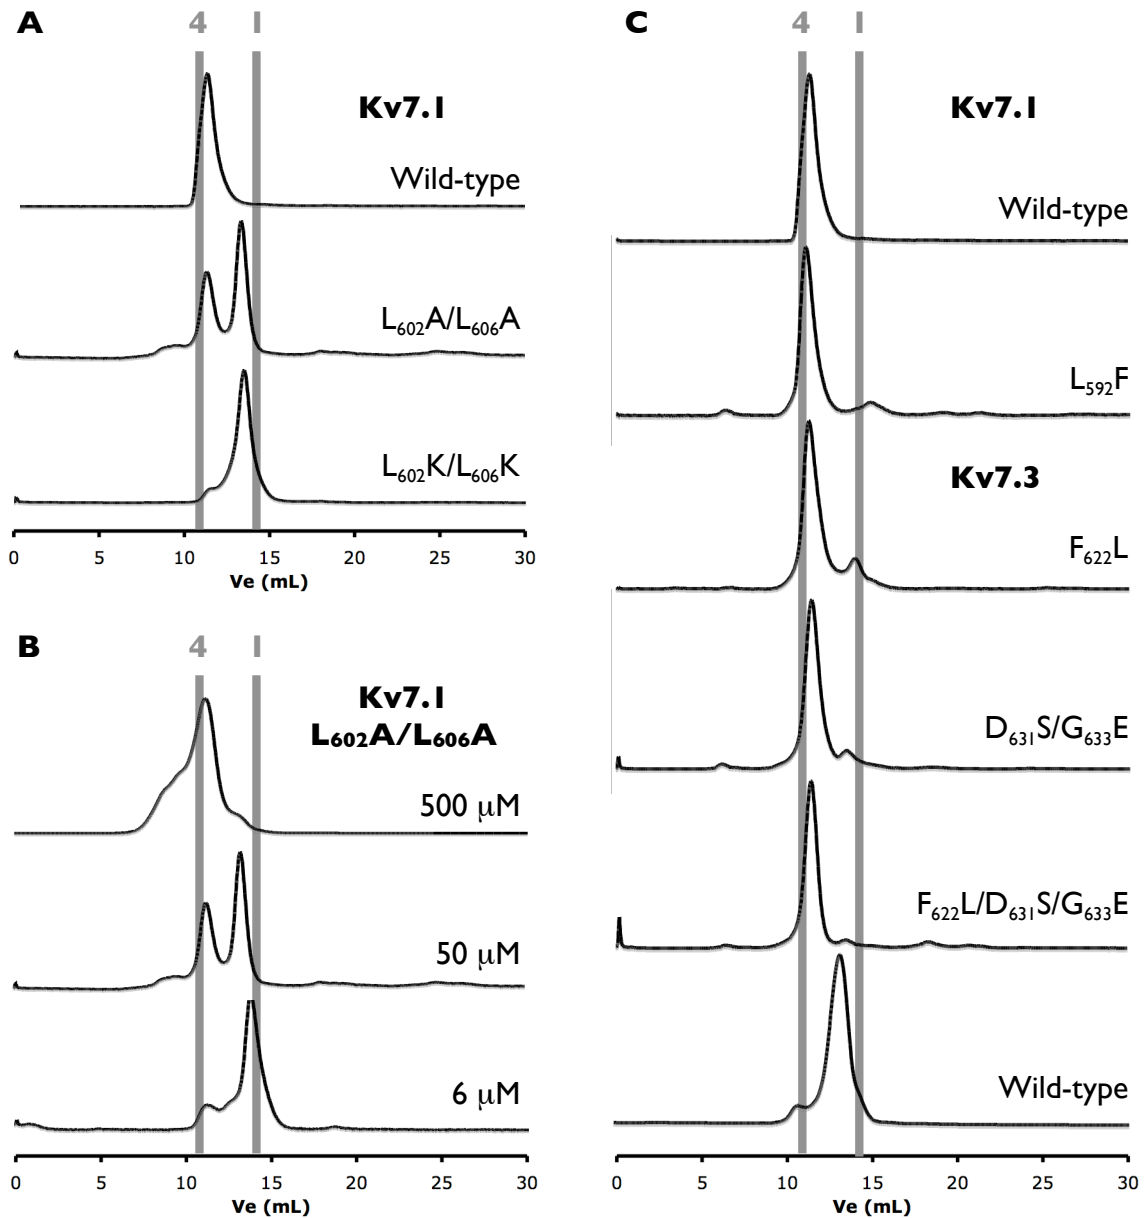 A
4 1
Kv7.1
Wild-type
L602A/L606A
L602K/L606K
0 5 10 15 20 25 30
Ve (mL)
B
4 1
Kv7.1
L602A/L606A
500 μM
50 μM
6 μM
0 5 10 15 20 25 30
Ve (mL)
C
4 1
Kv7.1
Wild-type
L592F
Kv7.3
F622L
D631S/G633E
F622L/D631S/G633E
Wild-type
0 5 10 15 20 25 30
Ve (mL)